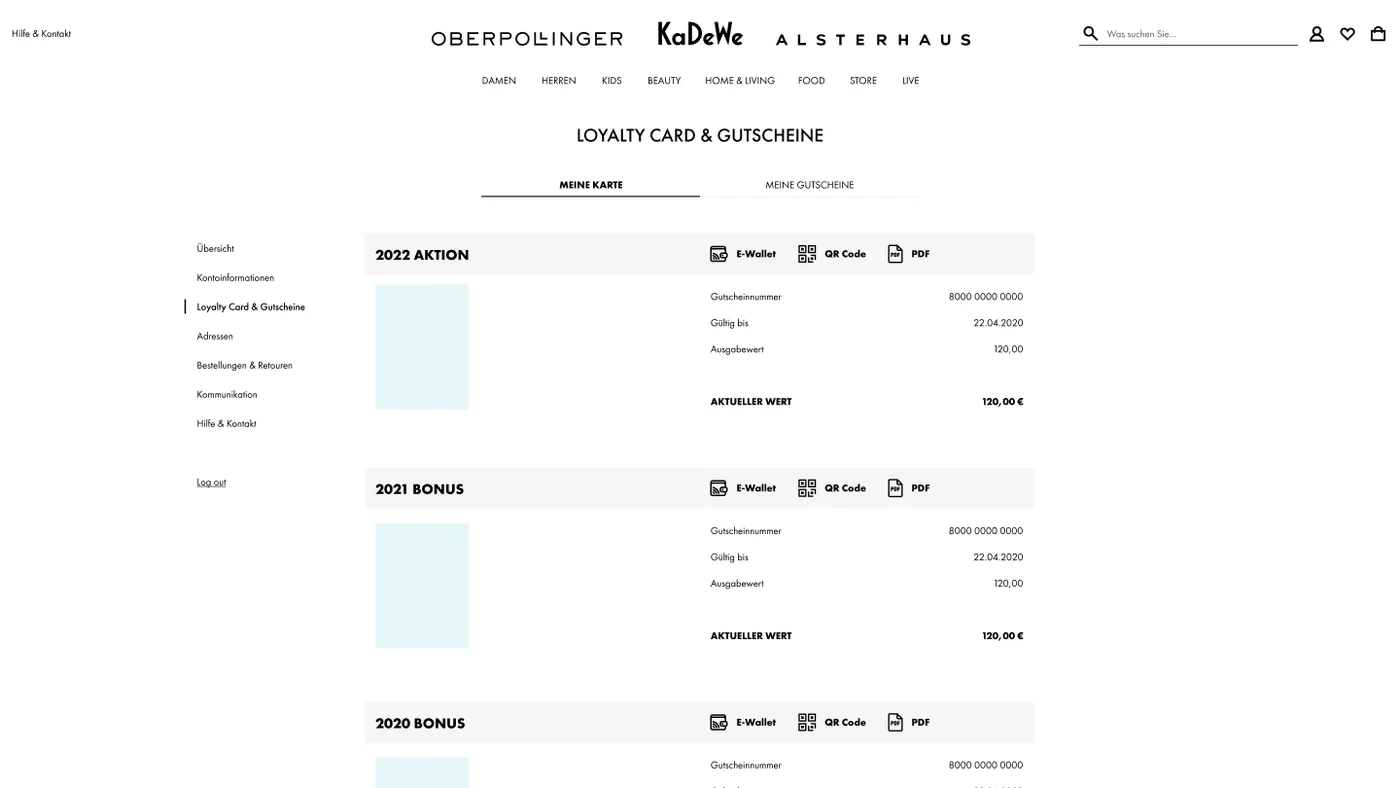 Hilfe & Kontakt
OBERPOLLINGER KaDeWe ALSTERHAUS
Was suchen Sie...
DAMEN HERREN KIDS BEAUTY HOME & LIVING FOOD STORE LIVE
LOYALTY CARD & GUTSCHEINE
MEINE KARTE MEINE GUTSCHEINE
Übersicht
Kontoinformationen
Loyalty Card & Gutscheine
Adressen
Bestellungen & Retouren
Kommunikation
Hilfe & Kontakt
Log out
2022 AKTION E-Wallet QR Code PDF PDF
Gutscheinnummer 8000 0000 0000
Gültig bis 22.04.2020
Ausgabewert 120,00
AKTUELLER WERT 120,00 €
2021 BONUS E-Wallet QR Code PDF PDF
Gutscheinnummer 8000 0000 0000
Gültig bis 22.04.2020
Ausgabewert 120,00
AKTUELLER WERT 120,00 €
2020 BONUS E-Wallet QR Code PDF PDF
Gutscheinnummer 8000 0000 0000